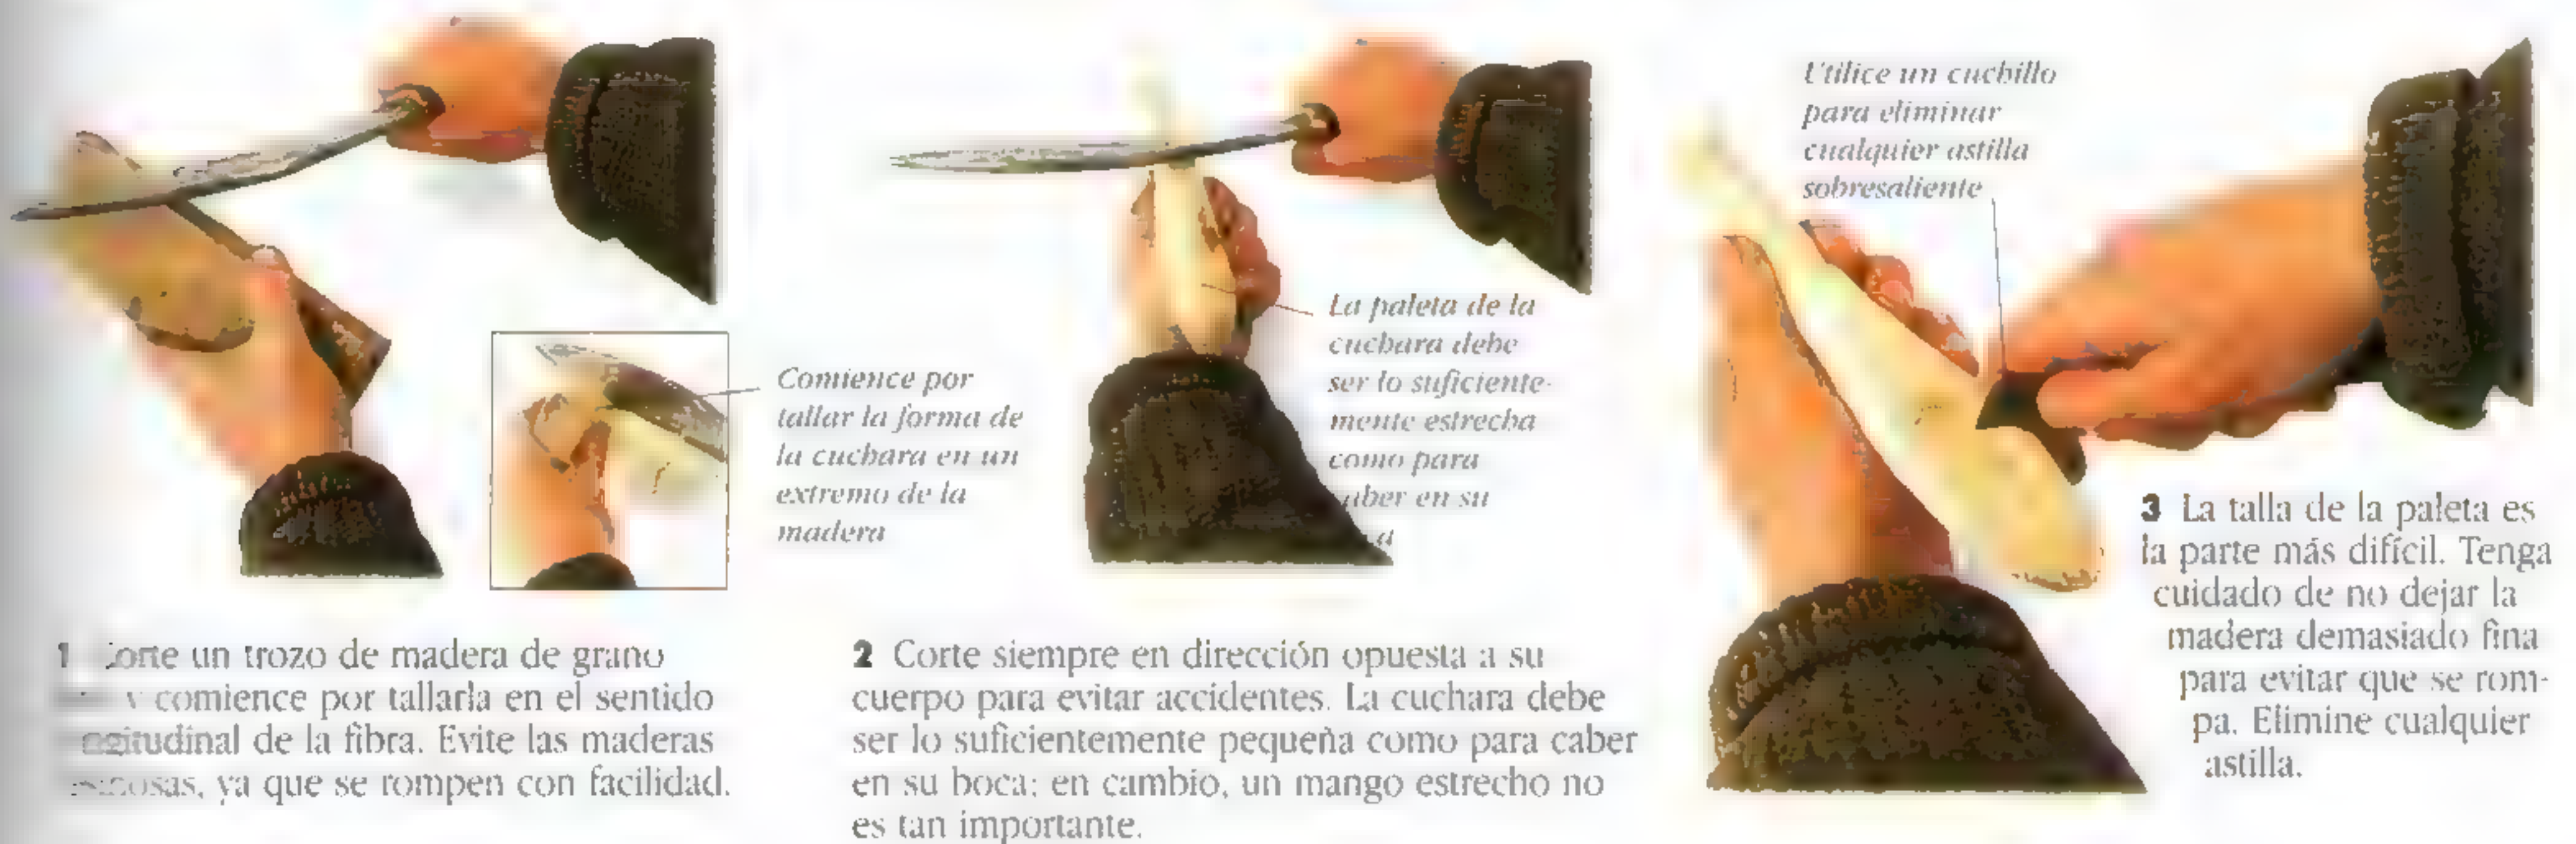 Comience por
tallar la forma de
la cuchara en un
extremo de la
madera
1 Corte un trozo de madera de grano
y comience por tallarla en el sentido
longitudinal de la fibra. Evite las maderas
ya que se rompen con facilidad.
La paleta de la
cuchara debe
ser lo suficiente-
mente estrecha
como para
caber en su
2 Corte siempre en dirección opuesta a su
cuerpo para evitar accidentes. La cuchara debe
ser lo suficientemente pequeña como para caber
en su boca; en cambio, un mango estrecho no
es tan importante.
Utilice un cuchillo
para eliminar
cualquier astilla
sobresaliente
3 La talla de la paleta es
la parte más difícil. Tenga
cuidado de no dejar la
madera demasiado fina
para evitar que se rom-
pa. Elimine cualquier
astilla.